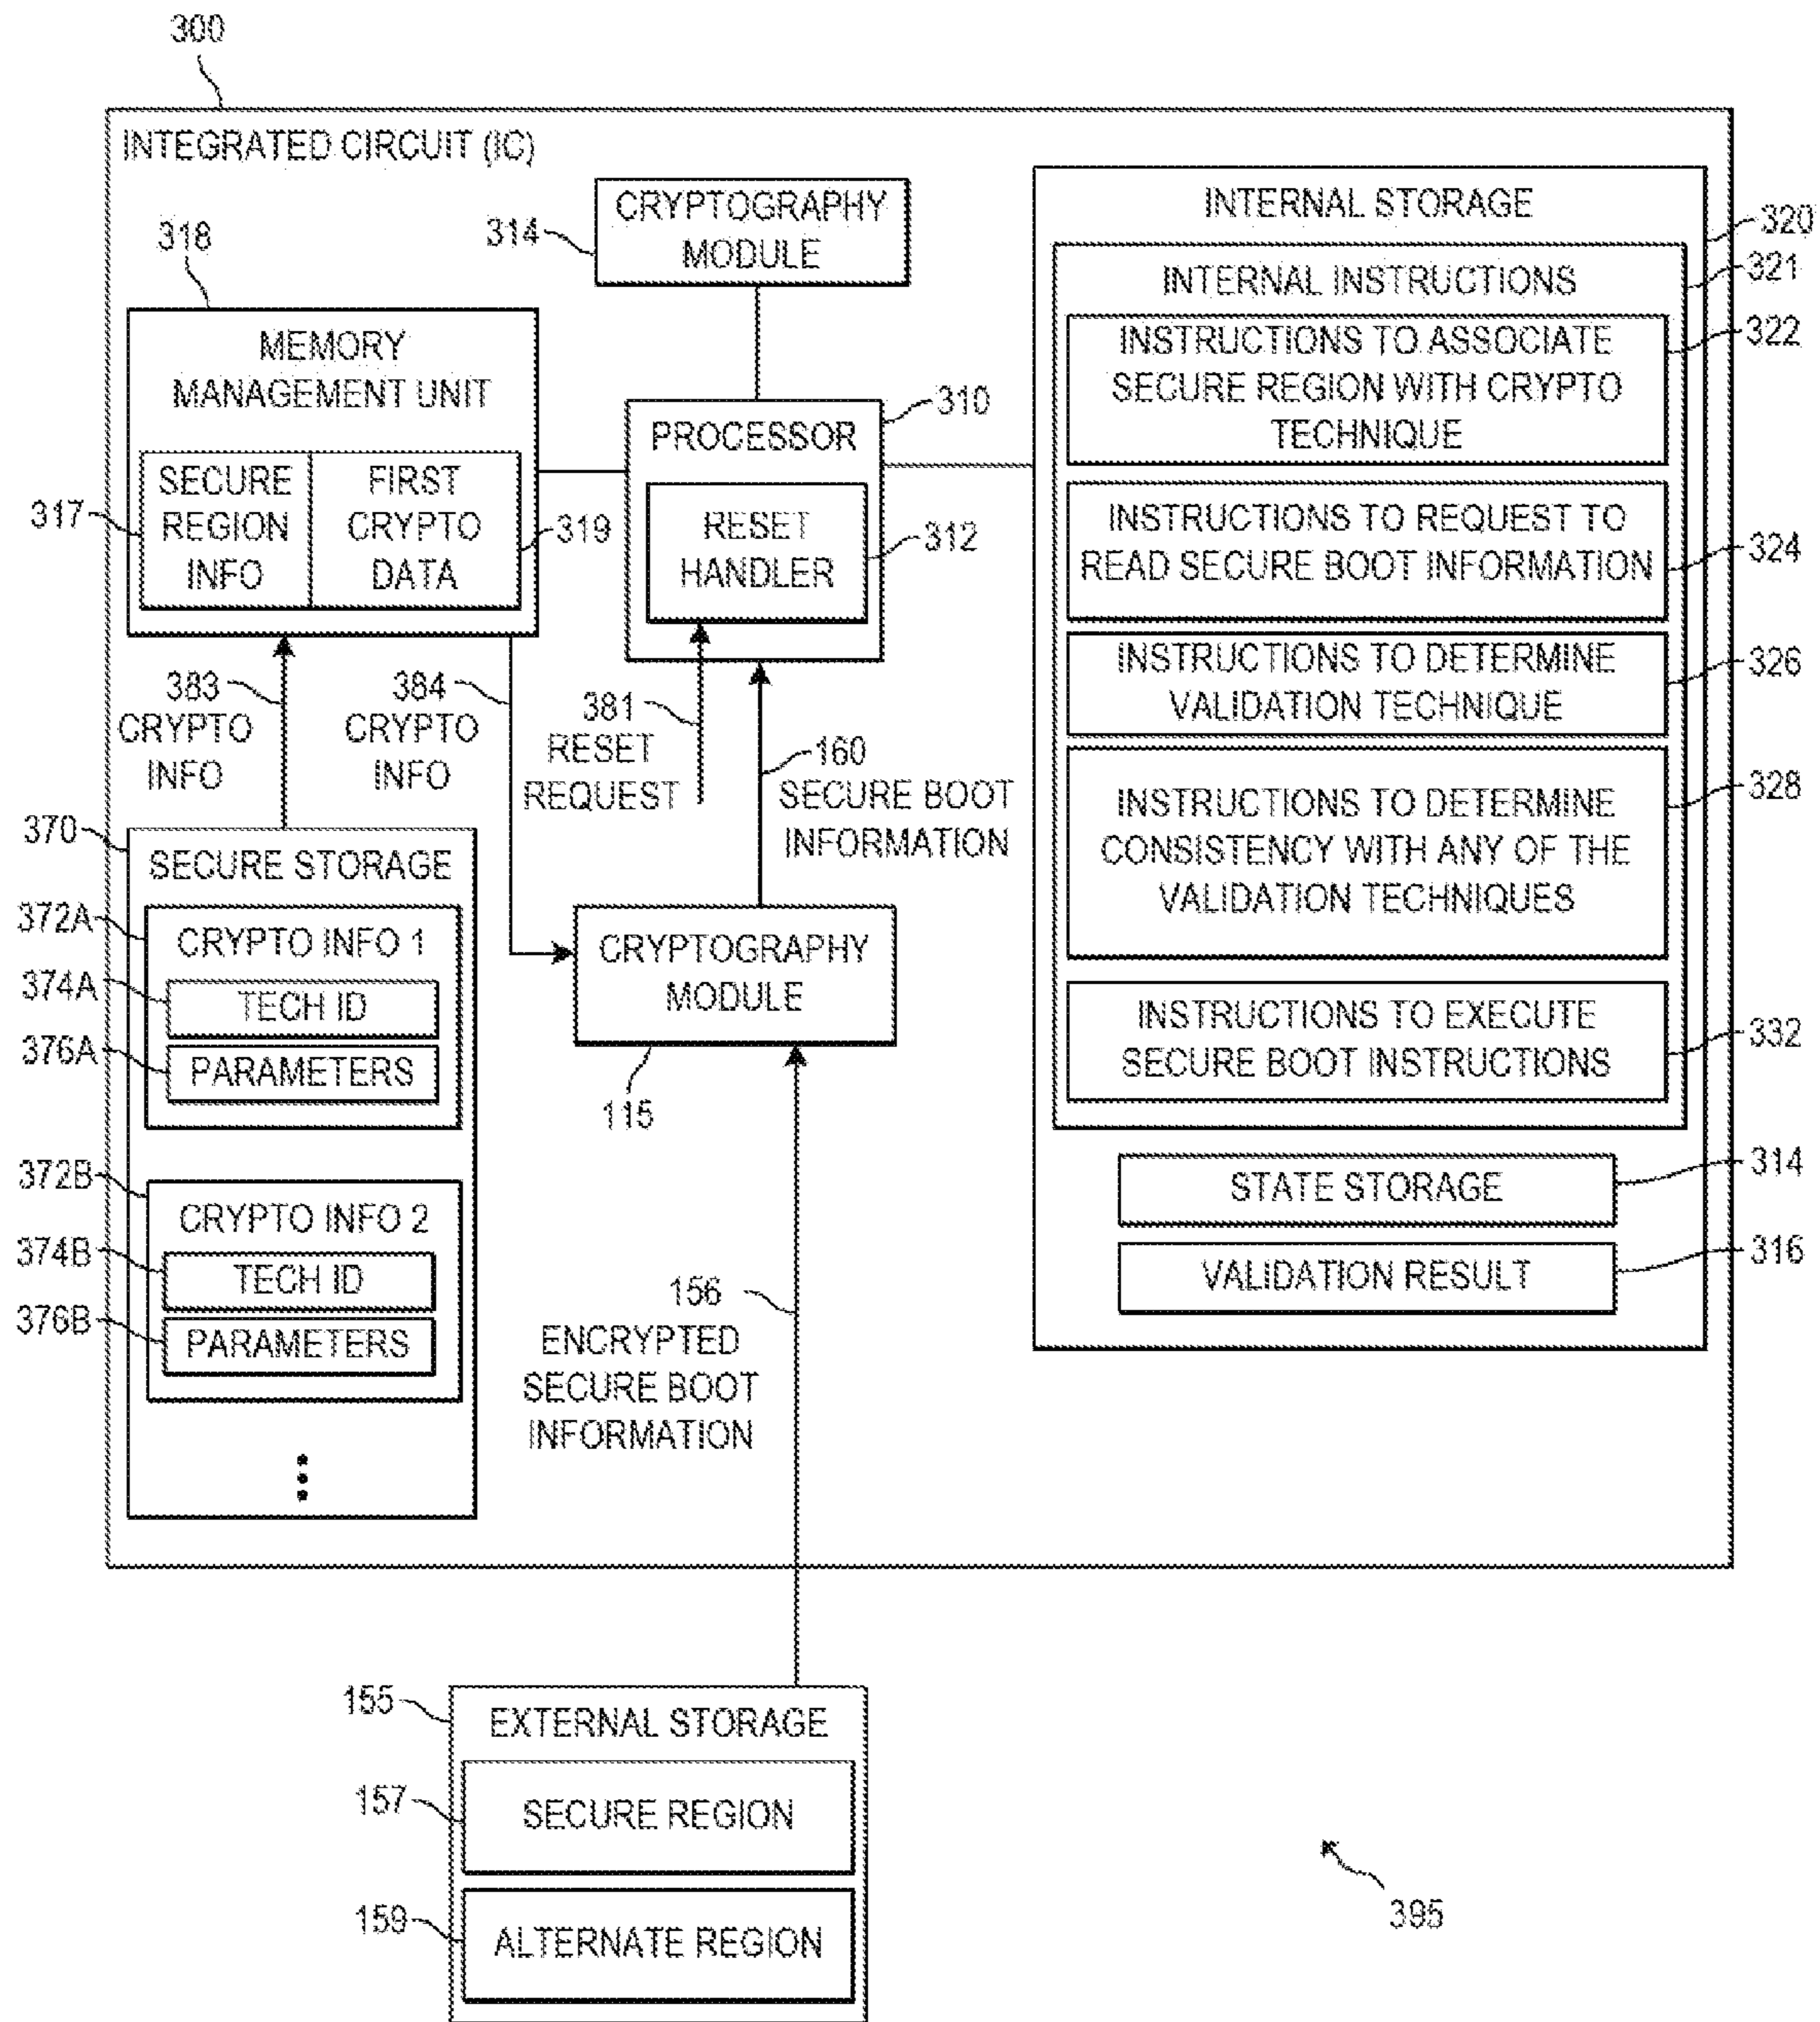 300
INTEGRATED CIRCUIT (IC)
CRYPTOGRAPHY
MODULE
314
318
MEMORY
MANAGEMENT UNIT
SECURE
REGION
INFO
317
FIRST
CRYPTO
DATA
319
PROCESSOR
310
RESET
HANDLER
312
383
CRYPTO
INFO
384
CRYPTO
INFO
381
RESET
REQUEST
160
SECURE BOOT
INFORMATION
370
SECURE STORAGE
372A
CRYPTO INFO 1
374A
TECH ID
376A
PARAMETERS
372B
CRYPTO INFO 2
374B
TECH ID
376B
PARAMETERS
CRYPTOGRAPHY
MODULE
115
156
ENCRYPTED
SECURE BOOT
INFORMATION
INTERNAL STORAGE
320
INTERNAL INSTRUCTIONS
321
INSTRUCTIONS TO ASSOCIATE
SECURE REGION WITH CRYPTO
TECHNIQUE
322
INSTRUCTIONS TO REQUEST TO
READ SECURE BOOT INFORMATION
324
INSTRUCTIONS TO DETERMINE
VALIDATION TECHNIQUE
326
INSTRUCTIONS TO DETERMINE
CONSISTENCY WITH ANY OF THE
VALIDATION TECHNIQUES
328
INSTRUCTIONS TO EXECUTE
SECURE BOOT INSTRUCTIONS
332
STATE STORAGE
314
VALIDATION RESULT
316
155
EXTERNAL STORAGE
157
SECURE REGION
159
ALTERNATE REGION
395